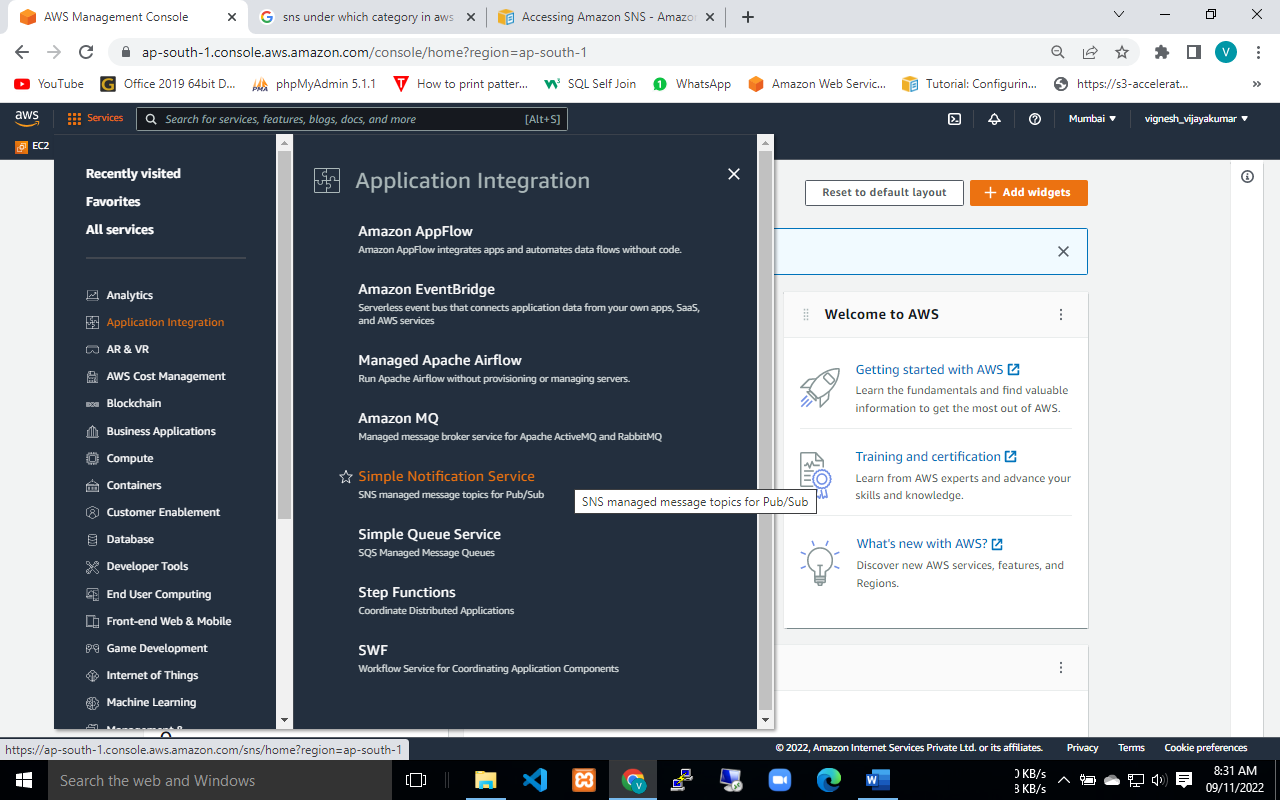 AWS Management Console
sns under which category in aws
Accessing Amazon SNS - Amazo
ap-south-1.console.aws.amazon.com/console/home?region=ap-south-1
V
YouTube
Office 2019 64bit D...
phpMyAdmin 5.1.1
How to print patter...
SQL Self Join
WhatsApp
Amazon Web Servic...
Tutorial: Configurin...
https://s3-accelerat...
»
aws
Services
Search for services, features, blogs, docs, and more
[Alt+S]
Mumbai
vignesh_vijayakumar
EC2
Recently visited
Favorites
All services
Analytics
Application Integration
AR & VR
AWS Cost Management
Blockchain
Business Applications
Compute
Containers
Customer Enablement
Database
Developer Tools
End User Computing
Front-end Web & Mobile
Game Development
Internet of Things
Machine Learning
Management &
Application Integration
Amazon AppFlow
Amazon AppFlow integrates apps and automates data flows without code.
Amazon EventBridge
Serverless event bus that connects application data from your own apps, SaaS,
and AWS services
Managed Apache Airflow
Run Apache Airflow without provisioning or managing servers.
Amazon MQ
Managed message broker service for Apache ActiveMQ and RabbitMQ
Simple Notification Service
SNS managed message topics for Pub/Sub
SNS managed message topics for Pub/Sub
Simple Queue Service
SQS Managed Message Queues
Step Functions
Coordinate Distributed Applications
SWF
Workflow Service for Coordinating Application Components
Reset to default layout
Add widgets
Welcome to AWS
Getting started with AWS
Learn the fundamentals and find valuable
information to get the most out of AWS.
Training and certification
Learn from AWS experts and advance your
skills and knowledge.
What's new with AWS?
Discover new AWS services, features, and
Regions.
https://ap-south-1.console.aws.amazon.com/sns/home?region=ap-south-1
© 2022, Amazon Internet Services Private Ltd. or its affiliates.
Privacy
Terms
Cookie preferences
Search the web and Windows
0 KB/s
8 KB/s
8:31 AM
09/11/2022